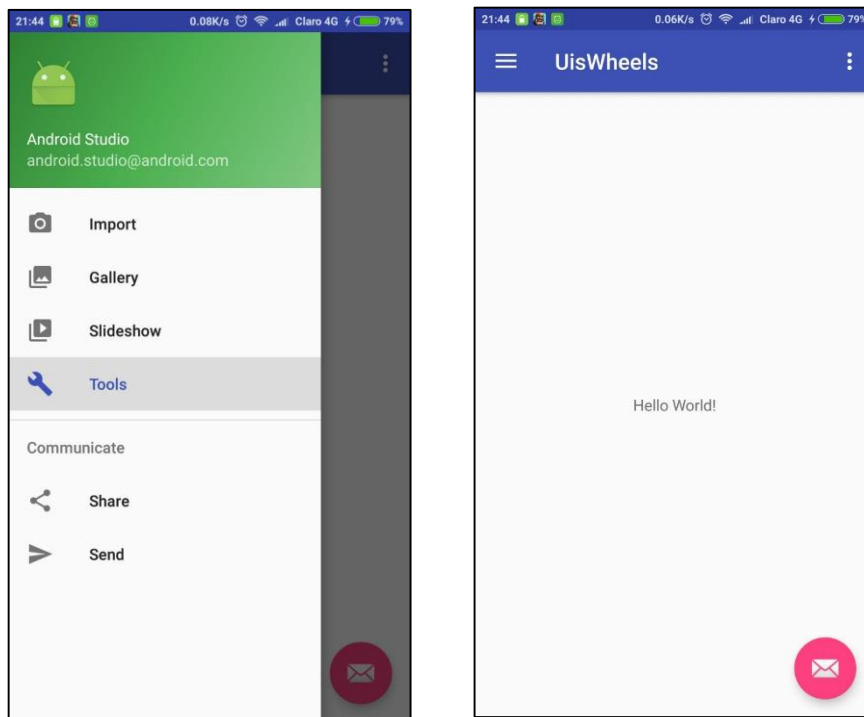 21:44 0.08K/s Claro 4G 79%
Android Studio
android.studio@android.com
Import
Gallery
Slideshow
Tools
Communicate
Share
Send
21:44 0.06K/s Claro 4G 79%
UisWheels
Hello World!